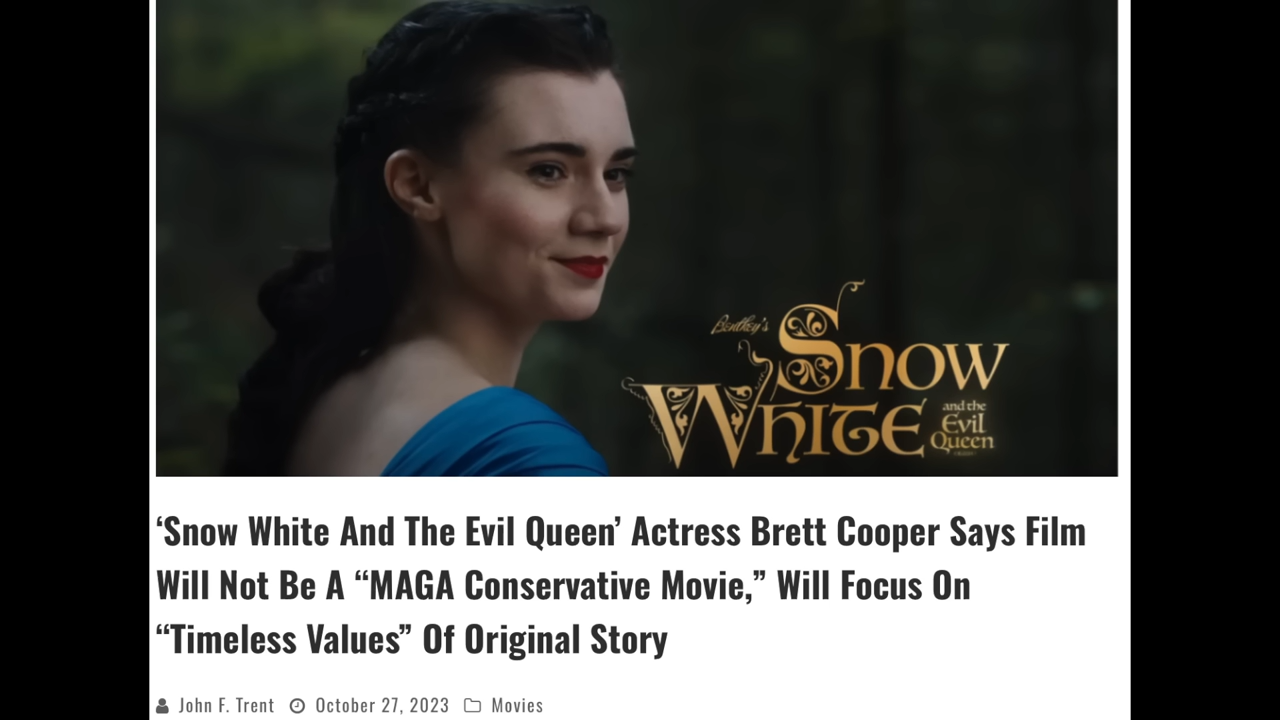 Bentkey's
Snow
White
and the
Evil
Queen
‘Snow White And The Evil Queen’ Actress Brett Cooper Says Film
Will Not Be A “MAGA Conservative Movie,” Will Focus On
“Timeless Values” Of Original Story
John F. Trent October 27, 2023 Movies